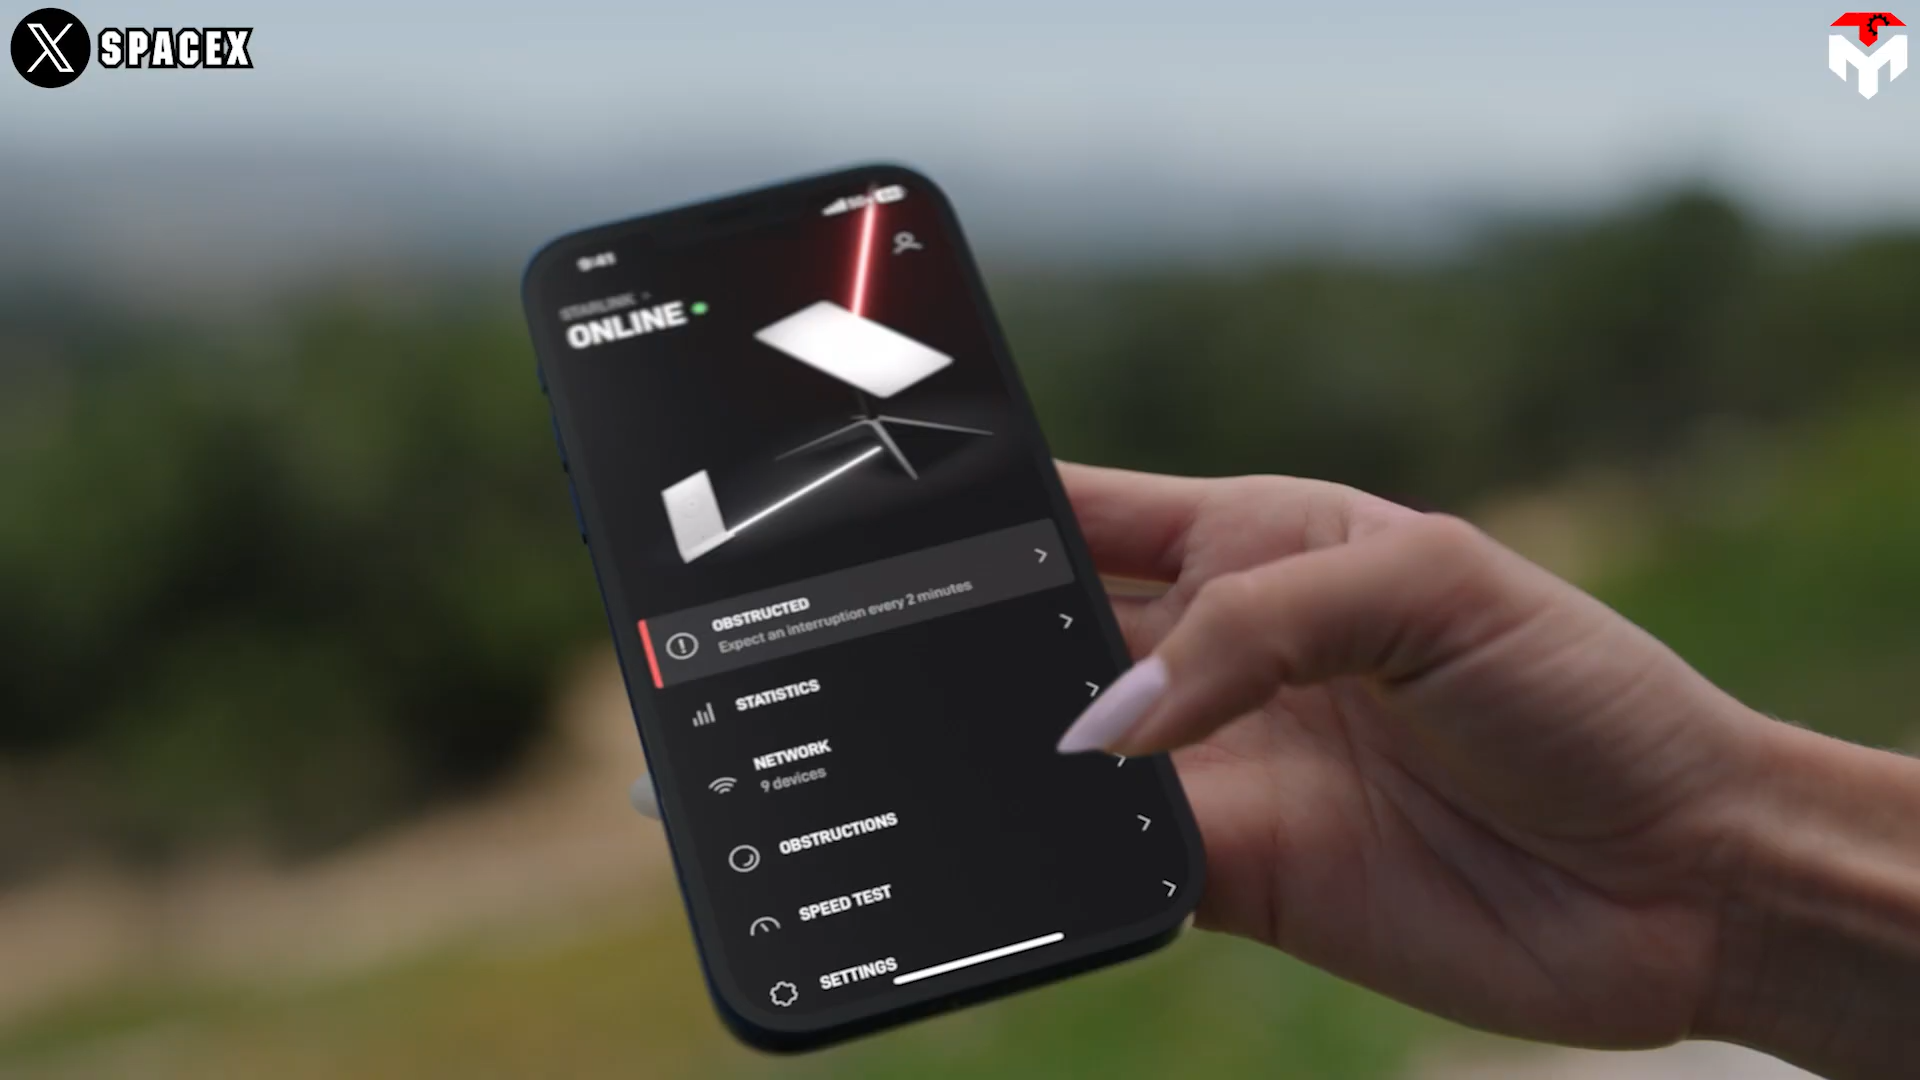 SPACEX
9:41
STARLINK
ONLINE
OBSTRUCTED
Expect an interruption every 2 minutes
STATISTICS
NETWORK
9 devices
OBSTRUCTIONS
SPEED TEST
SETTINGS